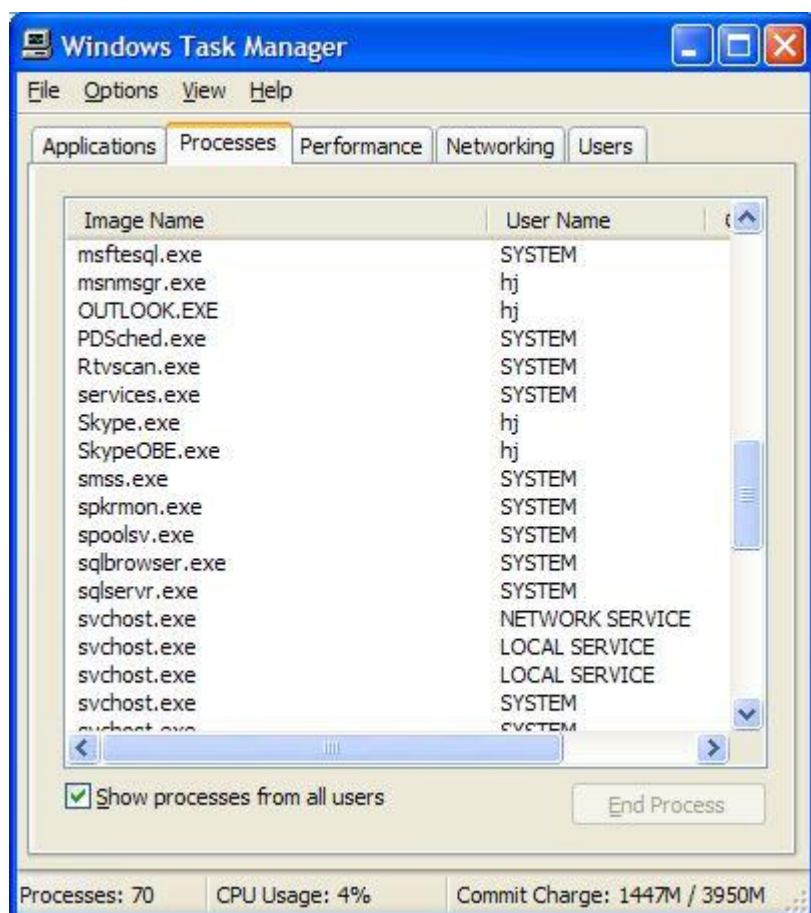 Windows Task Manager
File Options View Help
Applications Processes Performance Networking Users
Image Name User Name
msftesql.exe SYSTEM
msnmsgr.exe hj
OUTLOOK.EXE hj
PDSched.exe SYSTEM
Rtvscan.exe SYSTEM
services.exe SYSTEM
Skype.exe hj
SkypeOBE.exe hj
smss.exe SYSTEM
spkrmon.exe SYSTEM
spoolsv.exe SYSTEM
sqlbrowser.exe SYSTEM
sqlservr.exe SYSTEM
svchost.exe NETWORK SERVICE
svchost.exe LOCAL SERVICE
svchost.exe LOCAL SERVICE
svchost.exe SYSTEM
svchost.exe SYSTEM
Show processes from all users
End Process
Processes: 70 CPU Usage: 4% Commit Charge: 1447M / 3950M